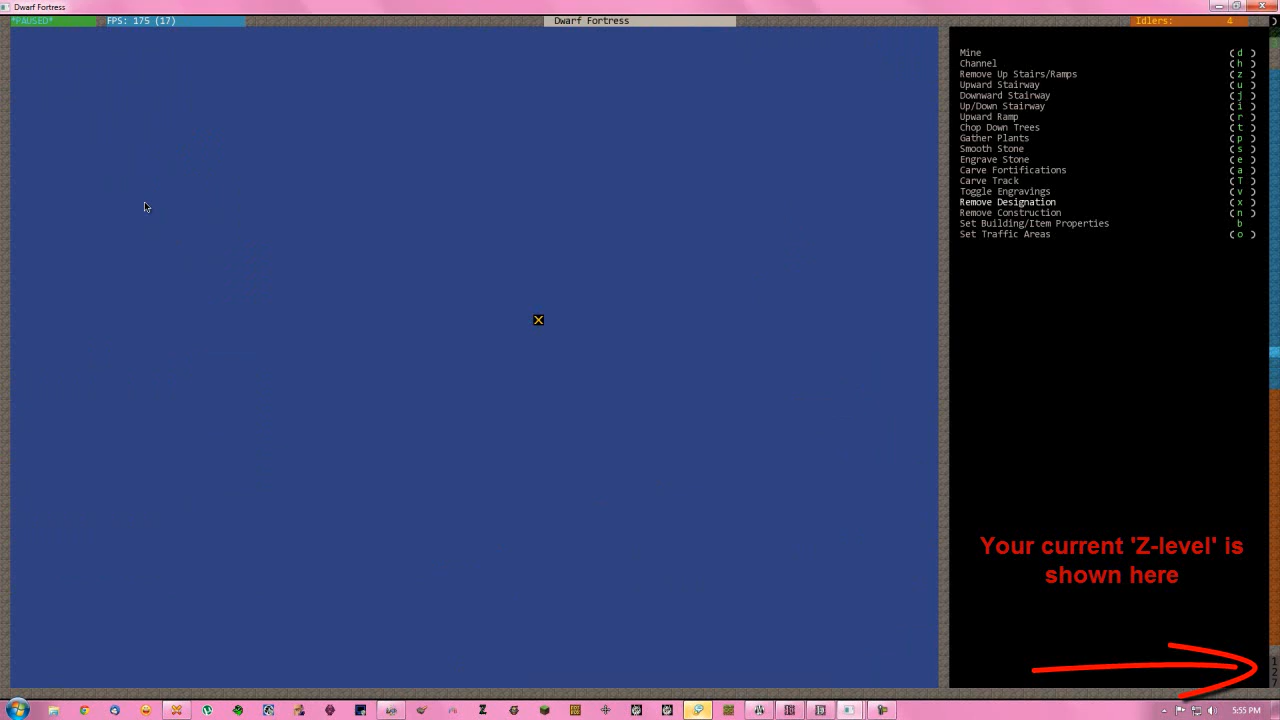 Dwarf Fortress
*PAUSED* FPS: 175 (17) Dwarf Fortress Idlers: 4
Mine (d)
Channel (h)
Remove Up Stairs/Ramps (z)
Upward Stairway (u)
Downward Stairway (j)
Up/Down Stairway (i)
Upward Ramp (r)
Chop Down Trees (t)
Gather Plants (p)
Smooth Stone (s)
Engrave Stone (e)
Carve Fortifications (a)
Carve Track (T)
Toggle Engravings (v)
Remove Designation (x)
Remove Construction (n)
Set Building/Item Properties b
Set Traffic Areas (o)
Your current 'Z-level' is
shown here
127
5:55 PM